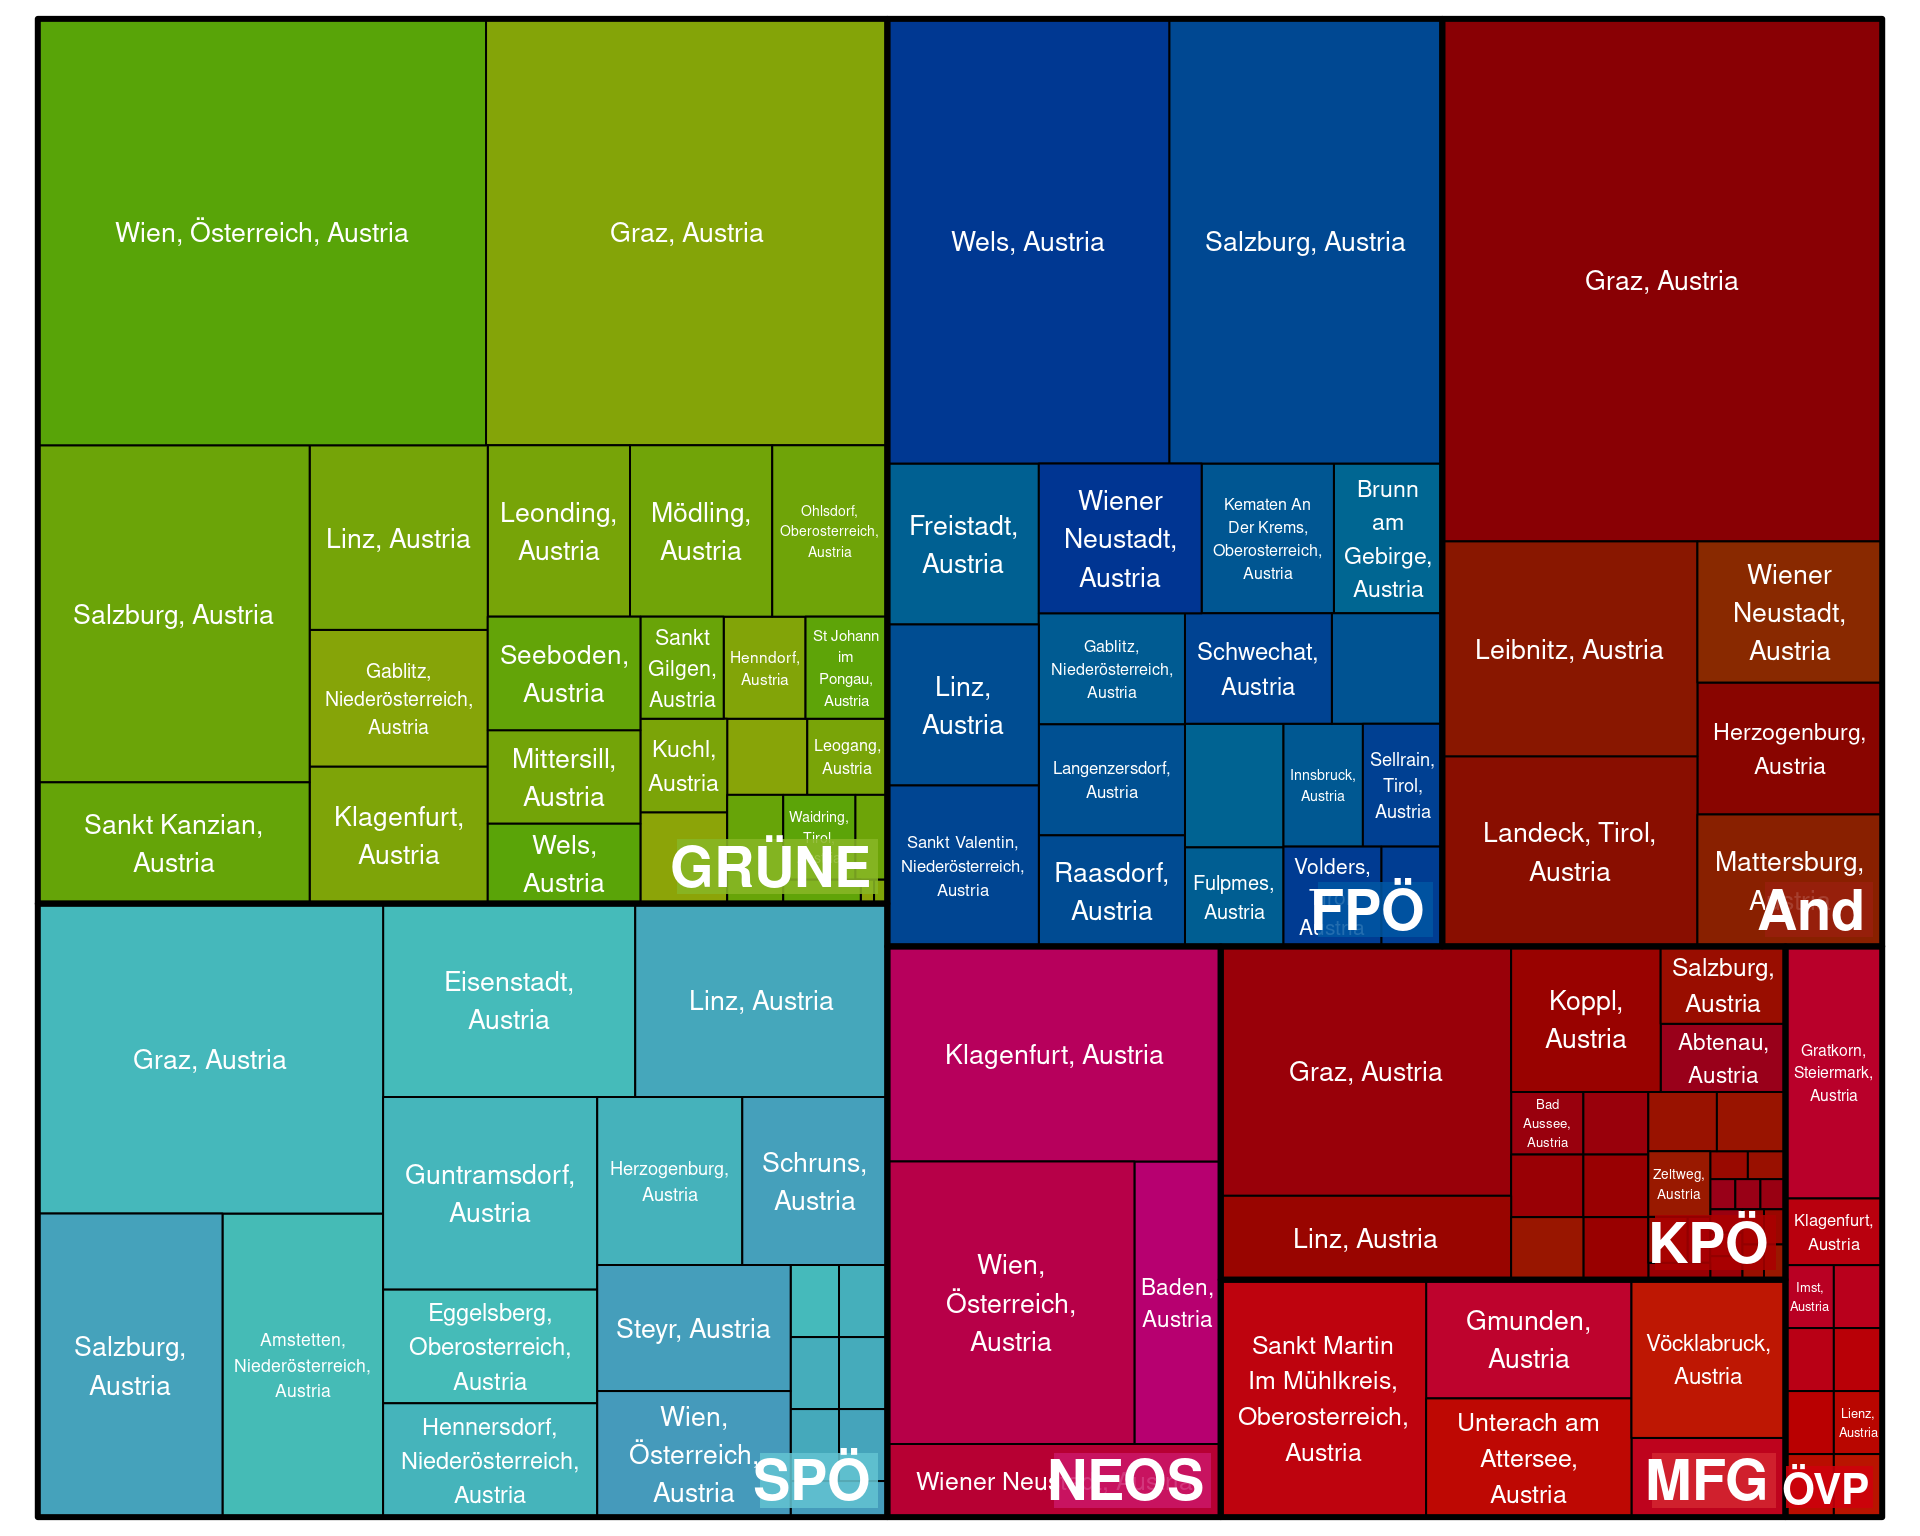 Wien, Österreich, Austria
Graz, Austria
Salzburg, Austria
Linz, Austria
Leonding,
Austria
Mödling,
Austria
Ohlsdorf,
Oberosterreich,
Austria
Gablitz,
Niederösterreich,
Austria
Seeboden,
Austria
Sankt
Gilgen,
Austria
Henndorf,
Austria
St Johann
im
Pongau,
Austria
Sankt Kanzian,
Austria
Klagenfurt,
Austria
Mittersill,
Austria
Kuchl,
Austria
Leogang,
Austria
Wels,
Austria
Waidring,
Tirol,
GRÜNE
Wels, Austria
Salzburg, Austria
Freistadt,
Austria
Wiener
Neustadt,
Austria
Kematen An
Der Krems,
Oberosterreich,
Austria
Brunn
am
Gebirge,
Austria
Linz,
Austria
Gablitz,
Niederösterreich,
Austria
Schwechat,
Austria
Sankt Valentin,
Niederösterreich,
Austria
Langenzersdorf,
Austria
Innsbruck,
Austria
Sellrain,
Tirol,
Austria
Raasdorf,
Austria
Fulpmes,
Austria
Volders,
Austria
FPÖ
Graz, Austria
Leibnitz, Austria
Wiener
Neustadt,
Austria
Herzogenburg,
Austria
Landeck, Tirol,
Austria
Mattersburg,
Austria
And
Graz, Austria
Eisenstadt,
Austria
Linz, Austria
Guntramsdorf,
Austria
Herzogenburg,
Austria
Schruns,
Austria
Salzburg,
Austria
Amstetten,
Niederösterreich,
Austria
Eggelsberg,
Oberosterreich,
Austria
Steyr, Austria
Hennersdorf,
Niederösterreich,
Austria
Wien,
Österreich,
Austria
SPÖ
Klagenfurt, Austria
Wien,
Österreich,
Austria
Baden,
Austria
Wiener Neustadt, Austria
NEOS
Graz, Austria
Koppl,
Austria
Salzburg,
Austria
Abtenau,
Austria
Bad
Aussee,
Austria
Zeltweg,
Austria
Linz, Austria
KPÖ
Sankt Martin
Im Mühlkreis,
Oberosterreich,
Austria
Gmunden,
Austria
Vöcklabruck,
Austria
Unterach am
Attersee,
Austria
MFG
Gratkorn,
Steiermark,
Austria
Klagenfurt,
Austria
Imst,
Austria
Lienz,
Austria
ÖVP